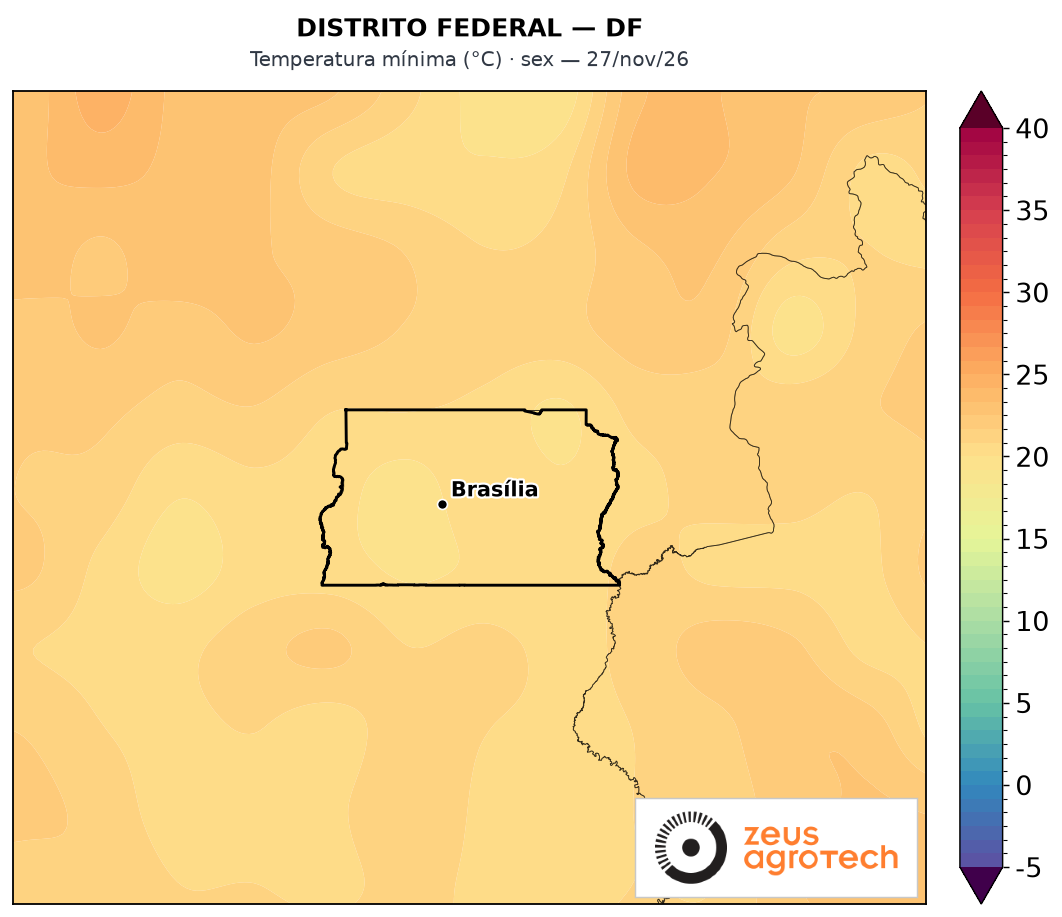 DISTRITO FEDERAL — DF
Temperatura mínima (°C) · sex — 27/nov/26
40
35
30
25
20
15
10
5
0
-5
Brasília
zeus
agrotech